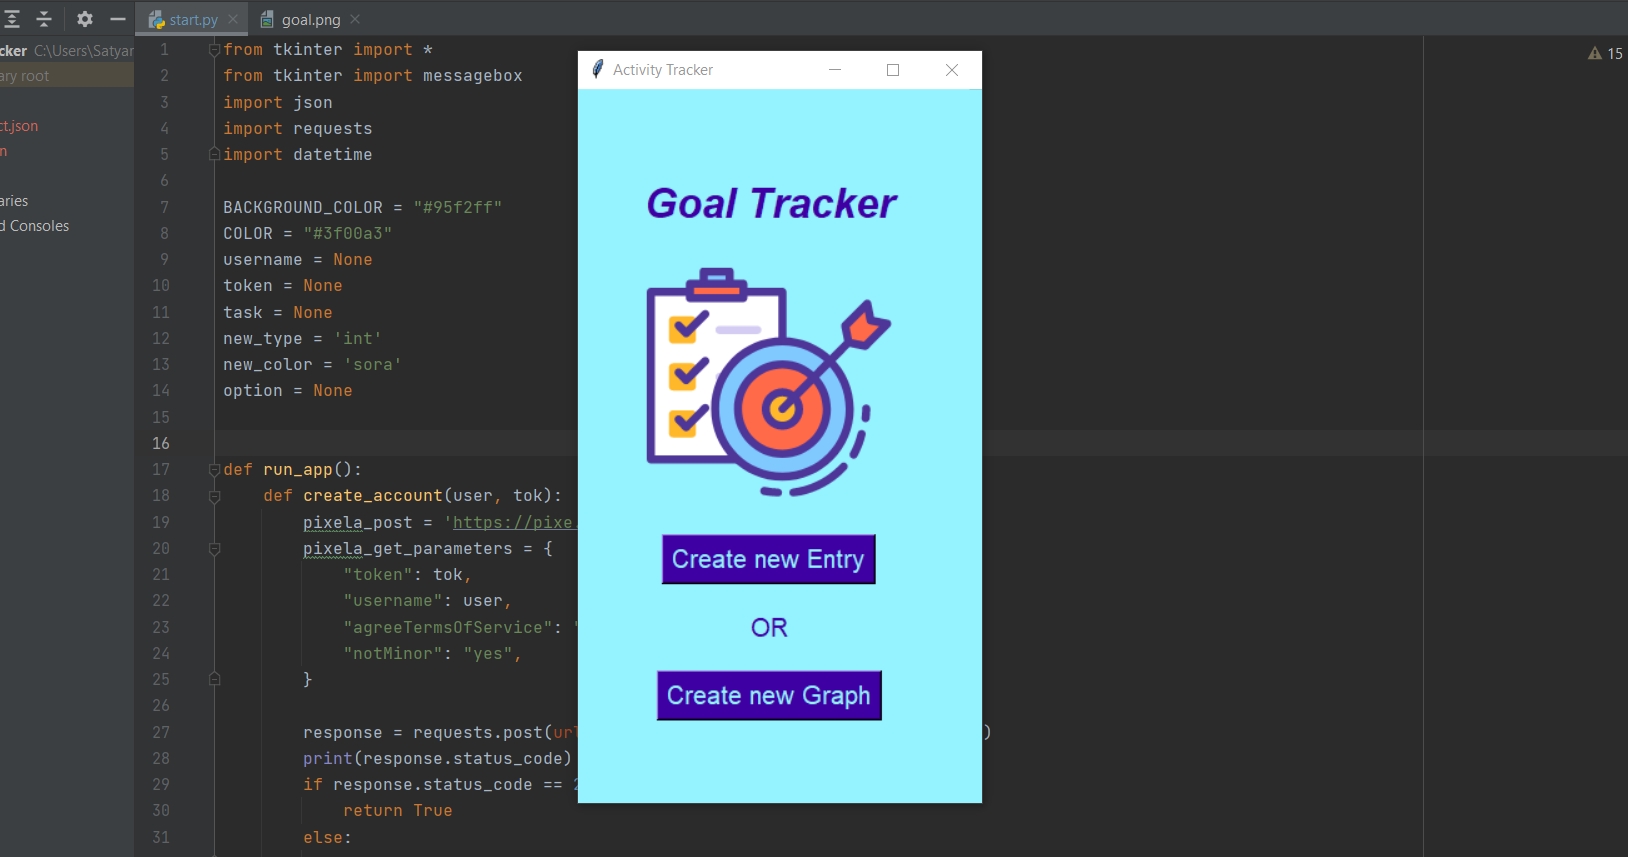 start.py
goal.png
cker C:\Users\Satyar
ary root
ct.json
n
aries
d Consoles
15
1 from tkinter import *
2 from tkinter import messagebox
3 import json
4 import requests
5 import datetime
6
7 BACKGROUND_COLOR = "#95f2ff"
8 COLOR = "#3f00a3"
9 username = None
10 token = None
11 task = None
12 new_type = 'int'
13 new_color = 'sora'
14 option = None
15
16
17 def run_app():
18 def create_account(user, tok):
19 pixela_post = 'https://pixe.
20 pixela_get_parameters = {
21 "token": tok,
22 "username": user,
23 "agreeTermsOfService": "
24 "notMinor": "yes",
25 }
26
27 response = requests.post(url )
28 print(response.status_code)
29 if response.status_code == 2
30 return True
31 else:
Activity Tracker
Goal Tracker
Create new Entry
OR
Create new Graph